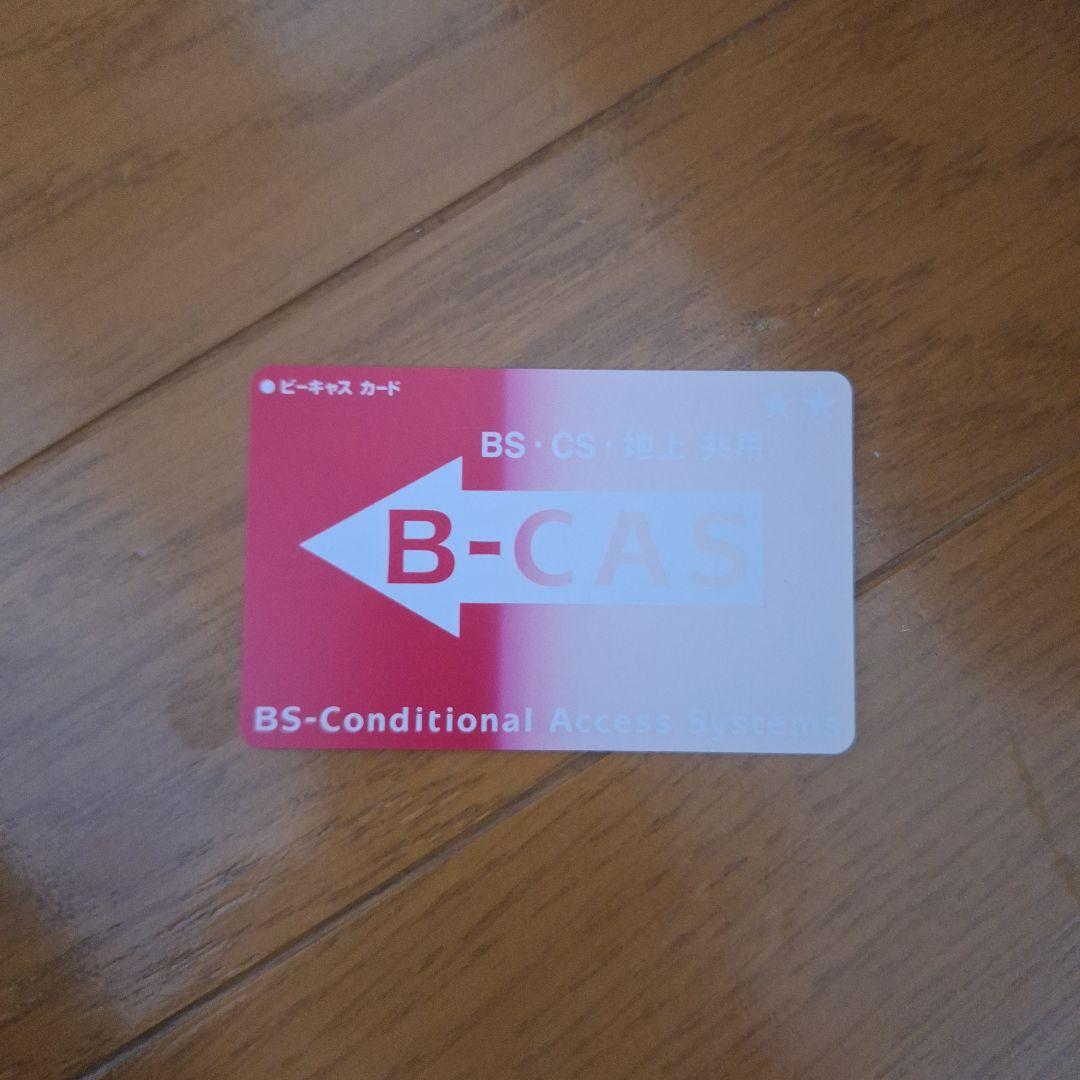 ●ビーキャス カード
★★
BS・CS・地上 共用
B-CAS
BS-Conditional Access Systems